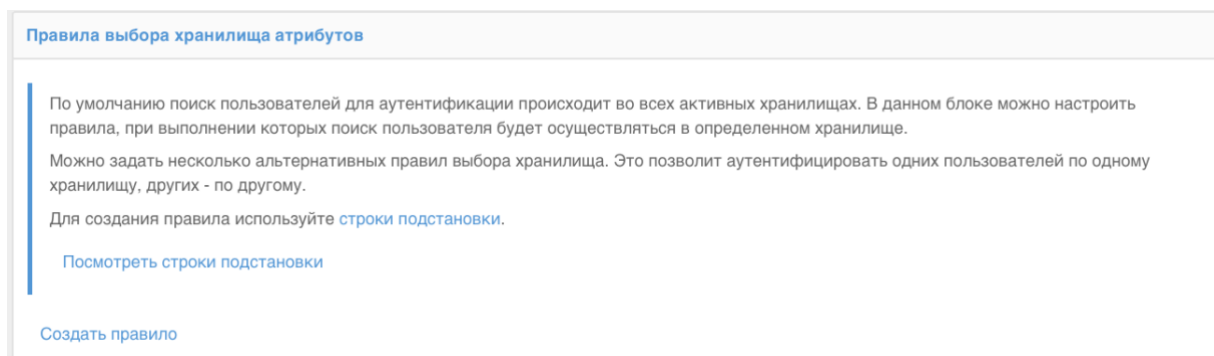 Правила выбора хранилища атрибутов
По умолчанию поиск пользователей для аутентификации происходит во всех активных хранилищах. В данном блоке можно настроить
правила, при выполнении которых поиск пользователя будет осуществляться в определенном хранилище.
Можно задать несколько альтернативных правил выбора хранилища. Это позволит аутентифицировать одних пользователей по одному
хранилищу, других - по другому.
Для создания правила используйте строки подстановки.
Посмотреть строки подстановки
Создать правило